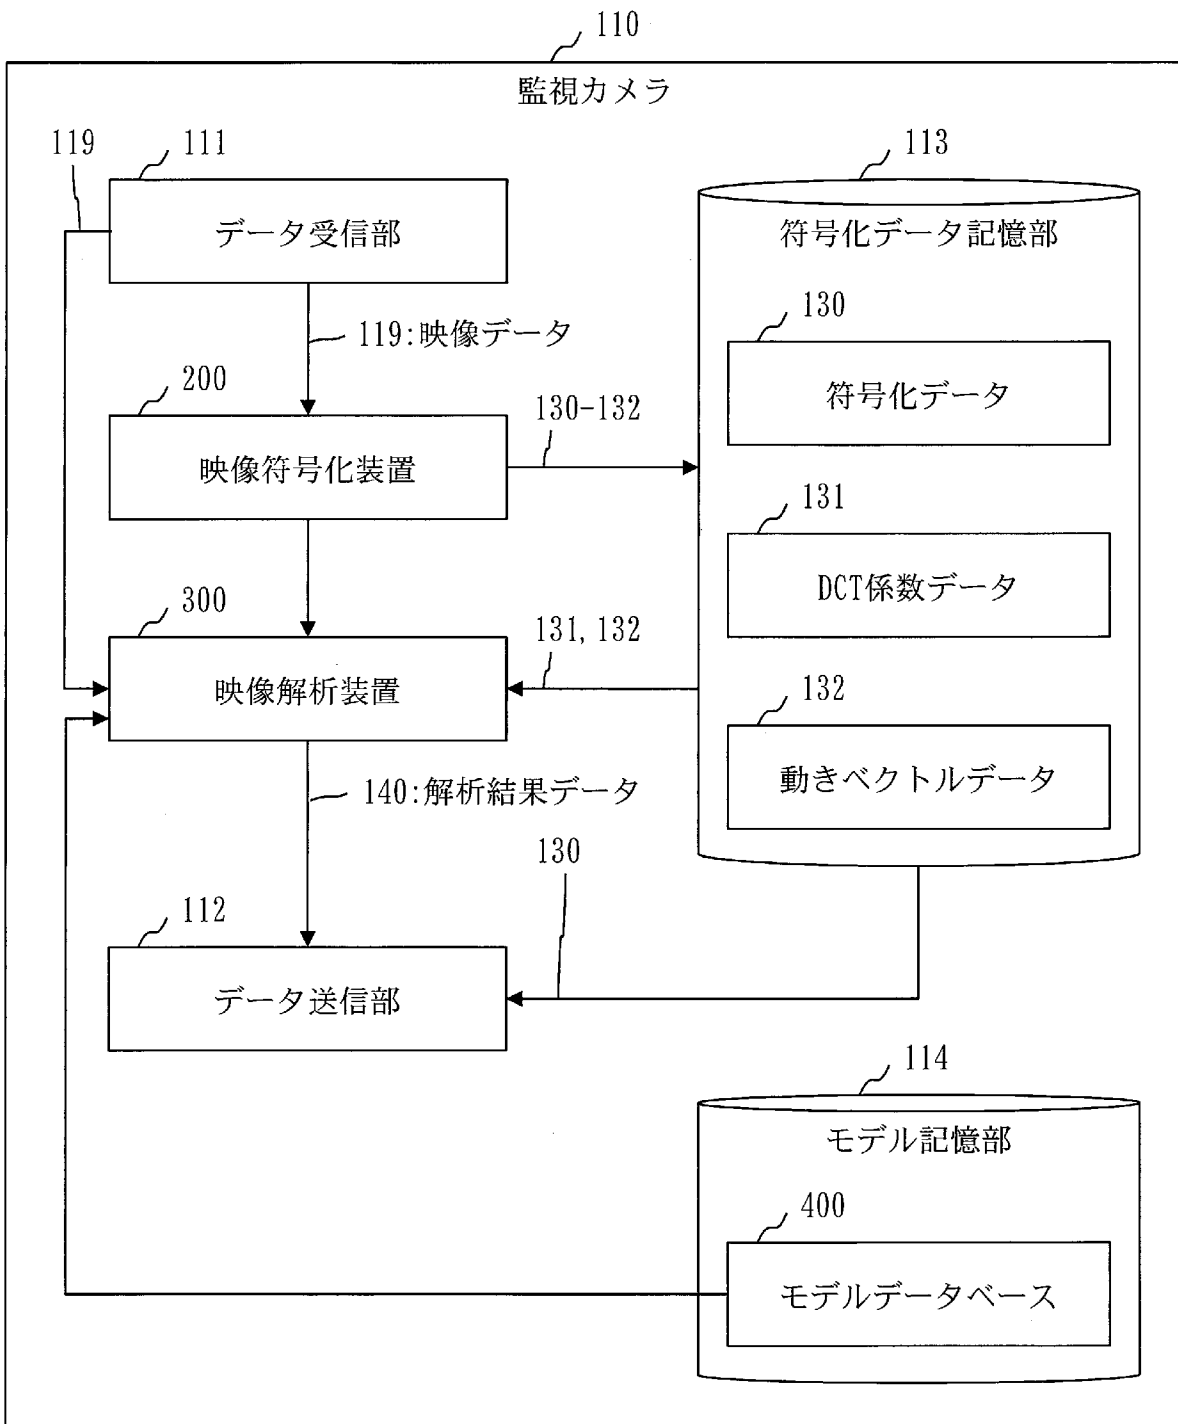 110
監視カメラ
119
111
データ受信部
113
符号化データ記憶部
119:映像データ
130
符号化データ
200
映像符号化装置
130-132
131
DCT係数データ
300
映像解析装置
131, 132
132
動きベクトルデータ
140:解析結果データ
130
112
データ送信部
114
モデル記憶部
400
モデルデータベース